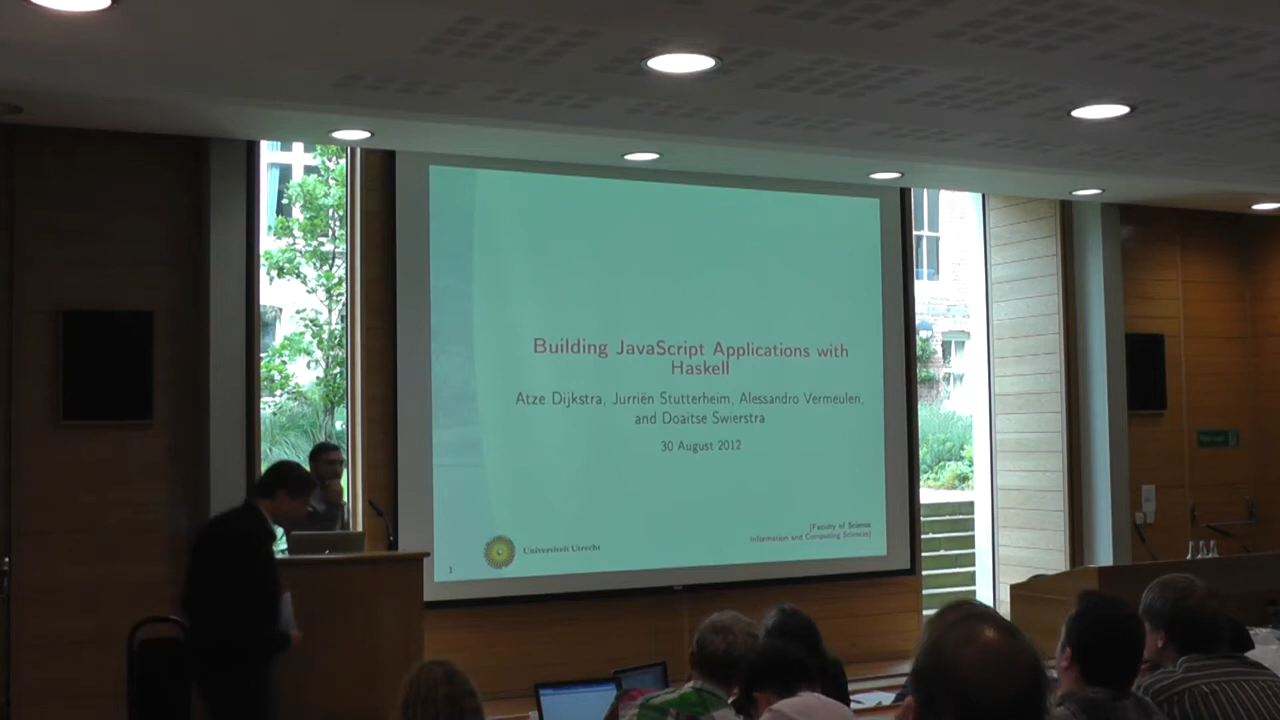 Building JavaScript Applications with
Haskell
Atze Dijkstra, Jurriën Stutterheim, Alessandro Vermeulen,
and Doaitse Swierstra
30 August 2012
[Faculty of Science
Information and Computing Sciences]
Universiteit Utrecht
1